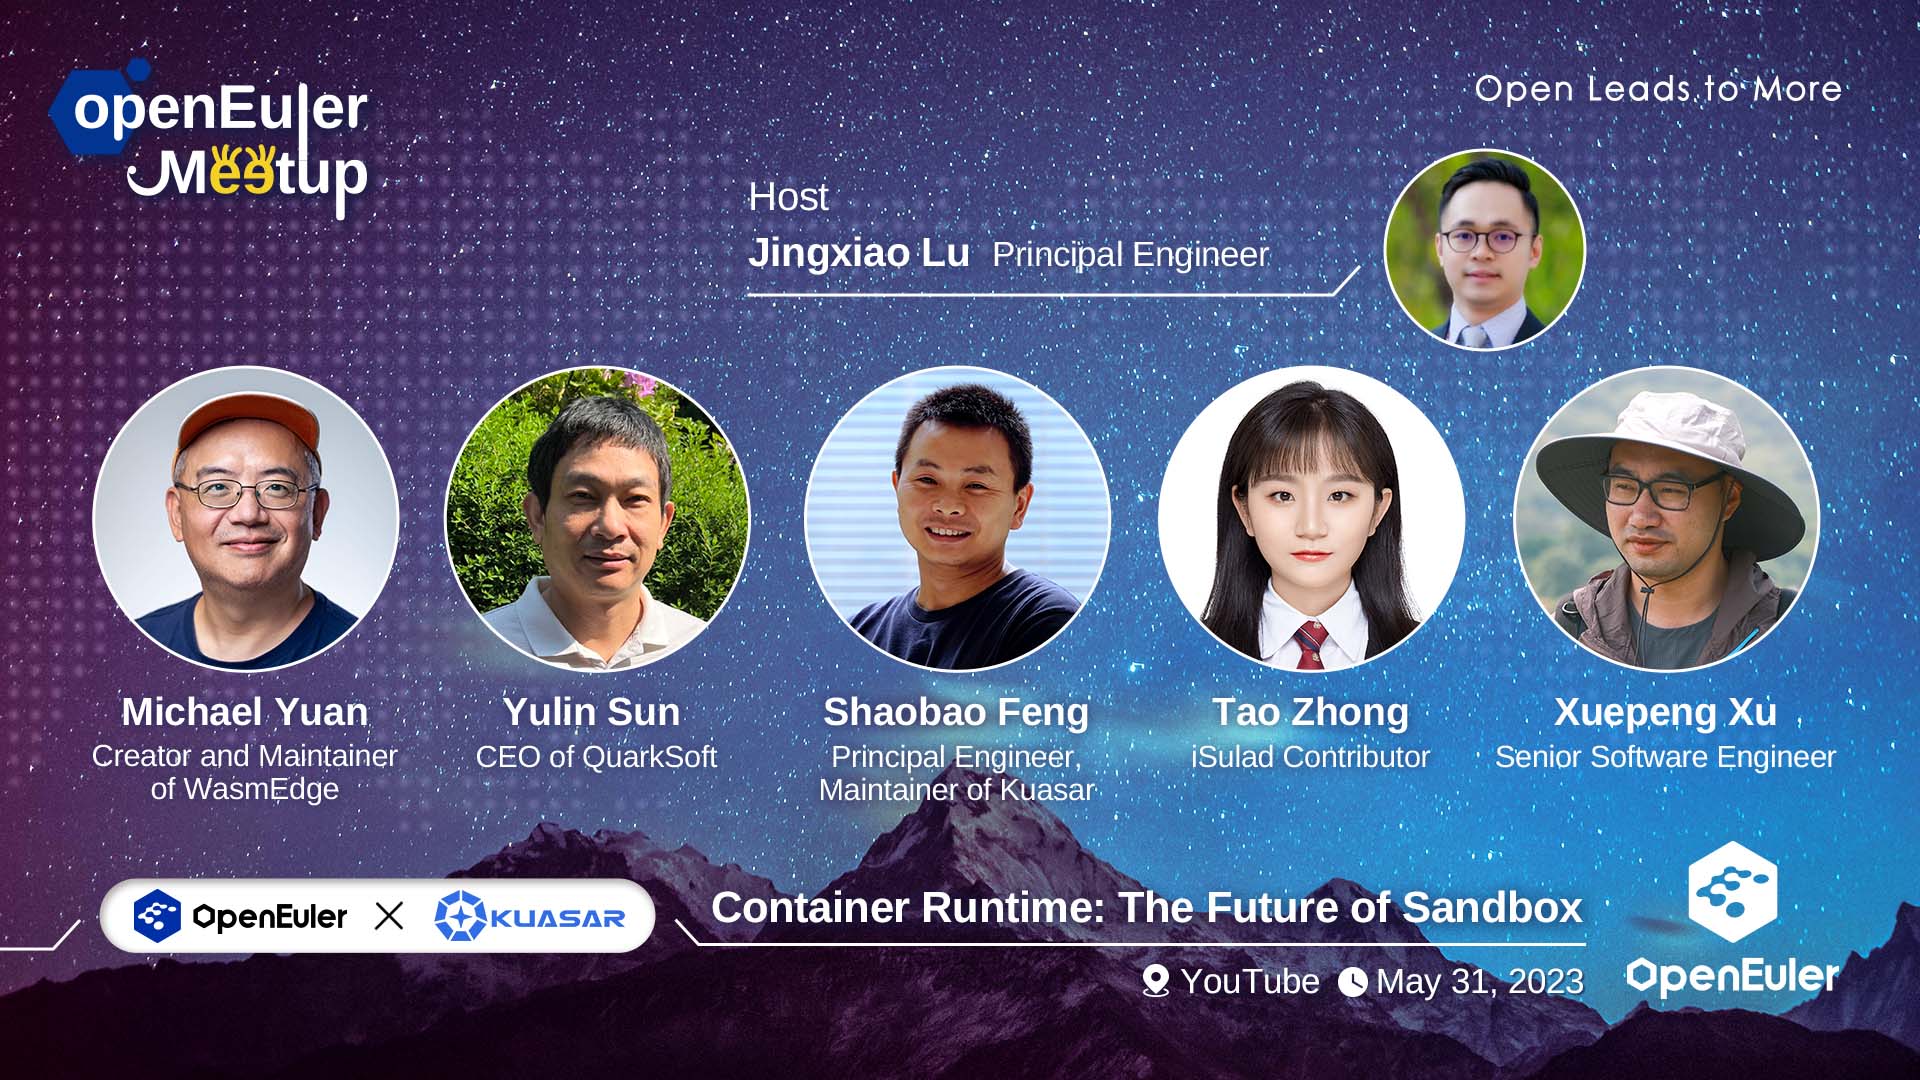 openEuler
Meetup
Open Leads to More
Host
Jingxiao Lu Principal Engineer
Michael Yuan
Creator and Maintainer
of WasmEdge
Yulin Sun
CEO of QuarkSoft
Shaobao Feng
Principal Engineer,
Maintainer of Kuasar
Tao Zhong
iSulad Contributor
Xuepeng Xu
Senior Software Engineer
OpenEuler × KUASAR
Container Runtime: The Future of Sandbox
YouTube May 31, 2023
OpenEuler